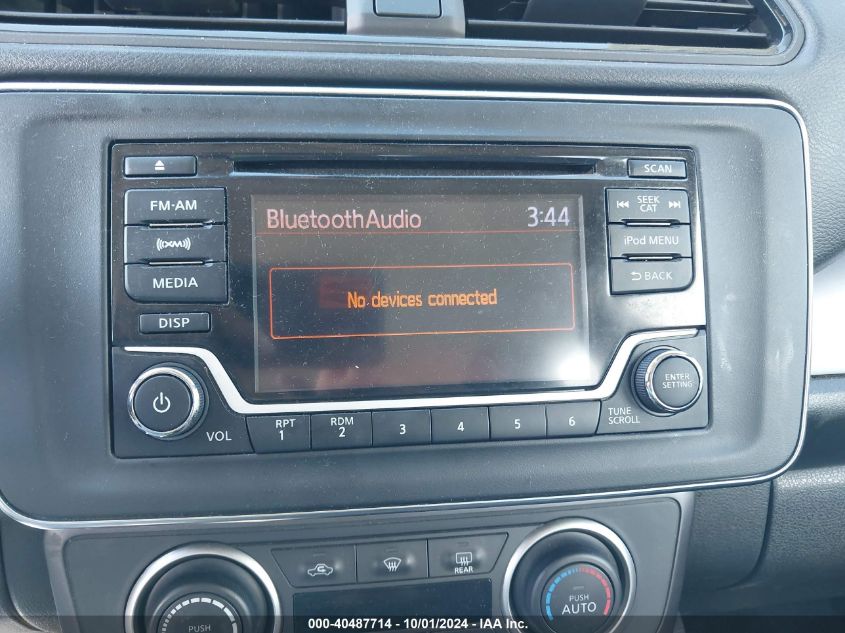 SCAN
FM-AM
SEEK
CAT
((XM))
iPod MENU
MEDIA
BACK
DISP
BluetoothAudio 3:44
No devices connected
ENTER
SETTING
VOL
RPT
1
RDM
2
3
4
5
6
TUNE
SCROLL
REAR
PUSH
PUSH
AUTO
000-40487714 - 10/01/2024 - IAA Inc.